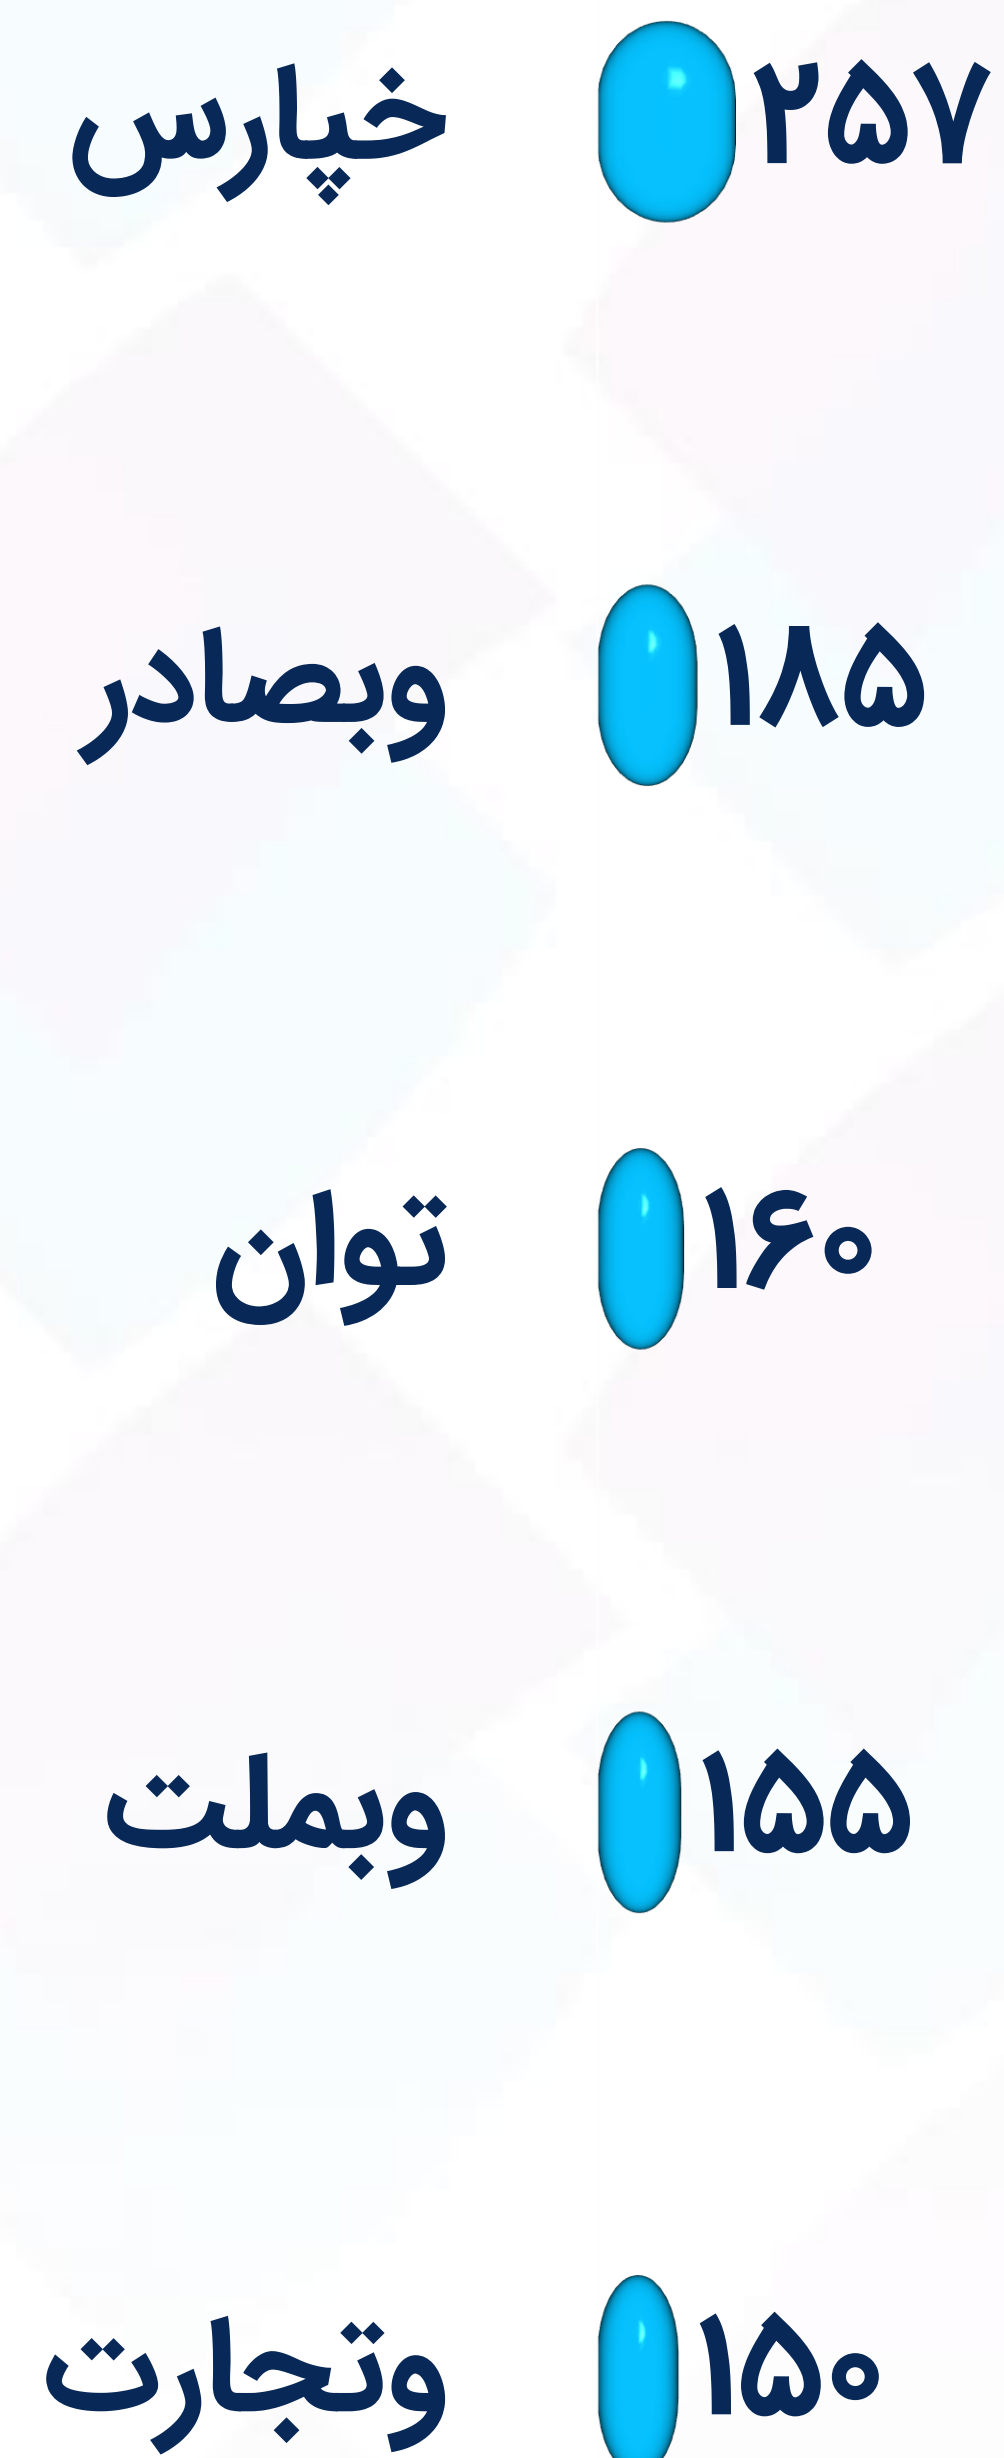 خپارس ۲۵۷
وبصادر ۱۸۵
توان ۱۶۰
وبملت ۱۵۵
وتجارت ۱۵۰